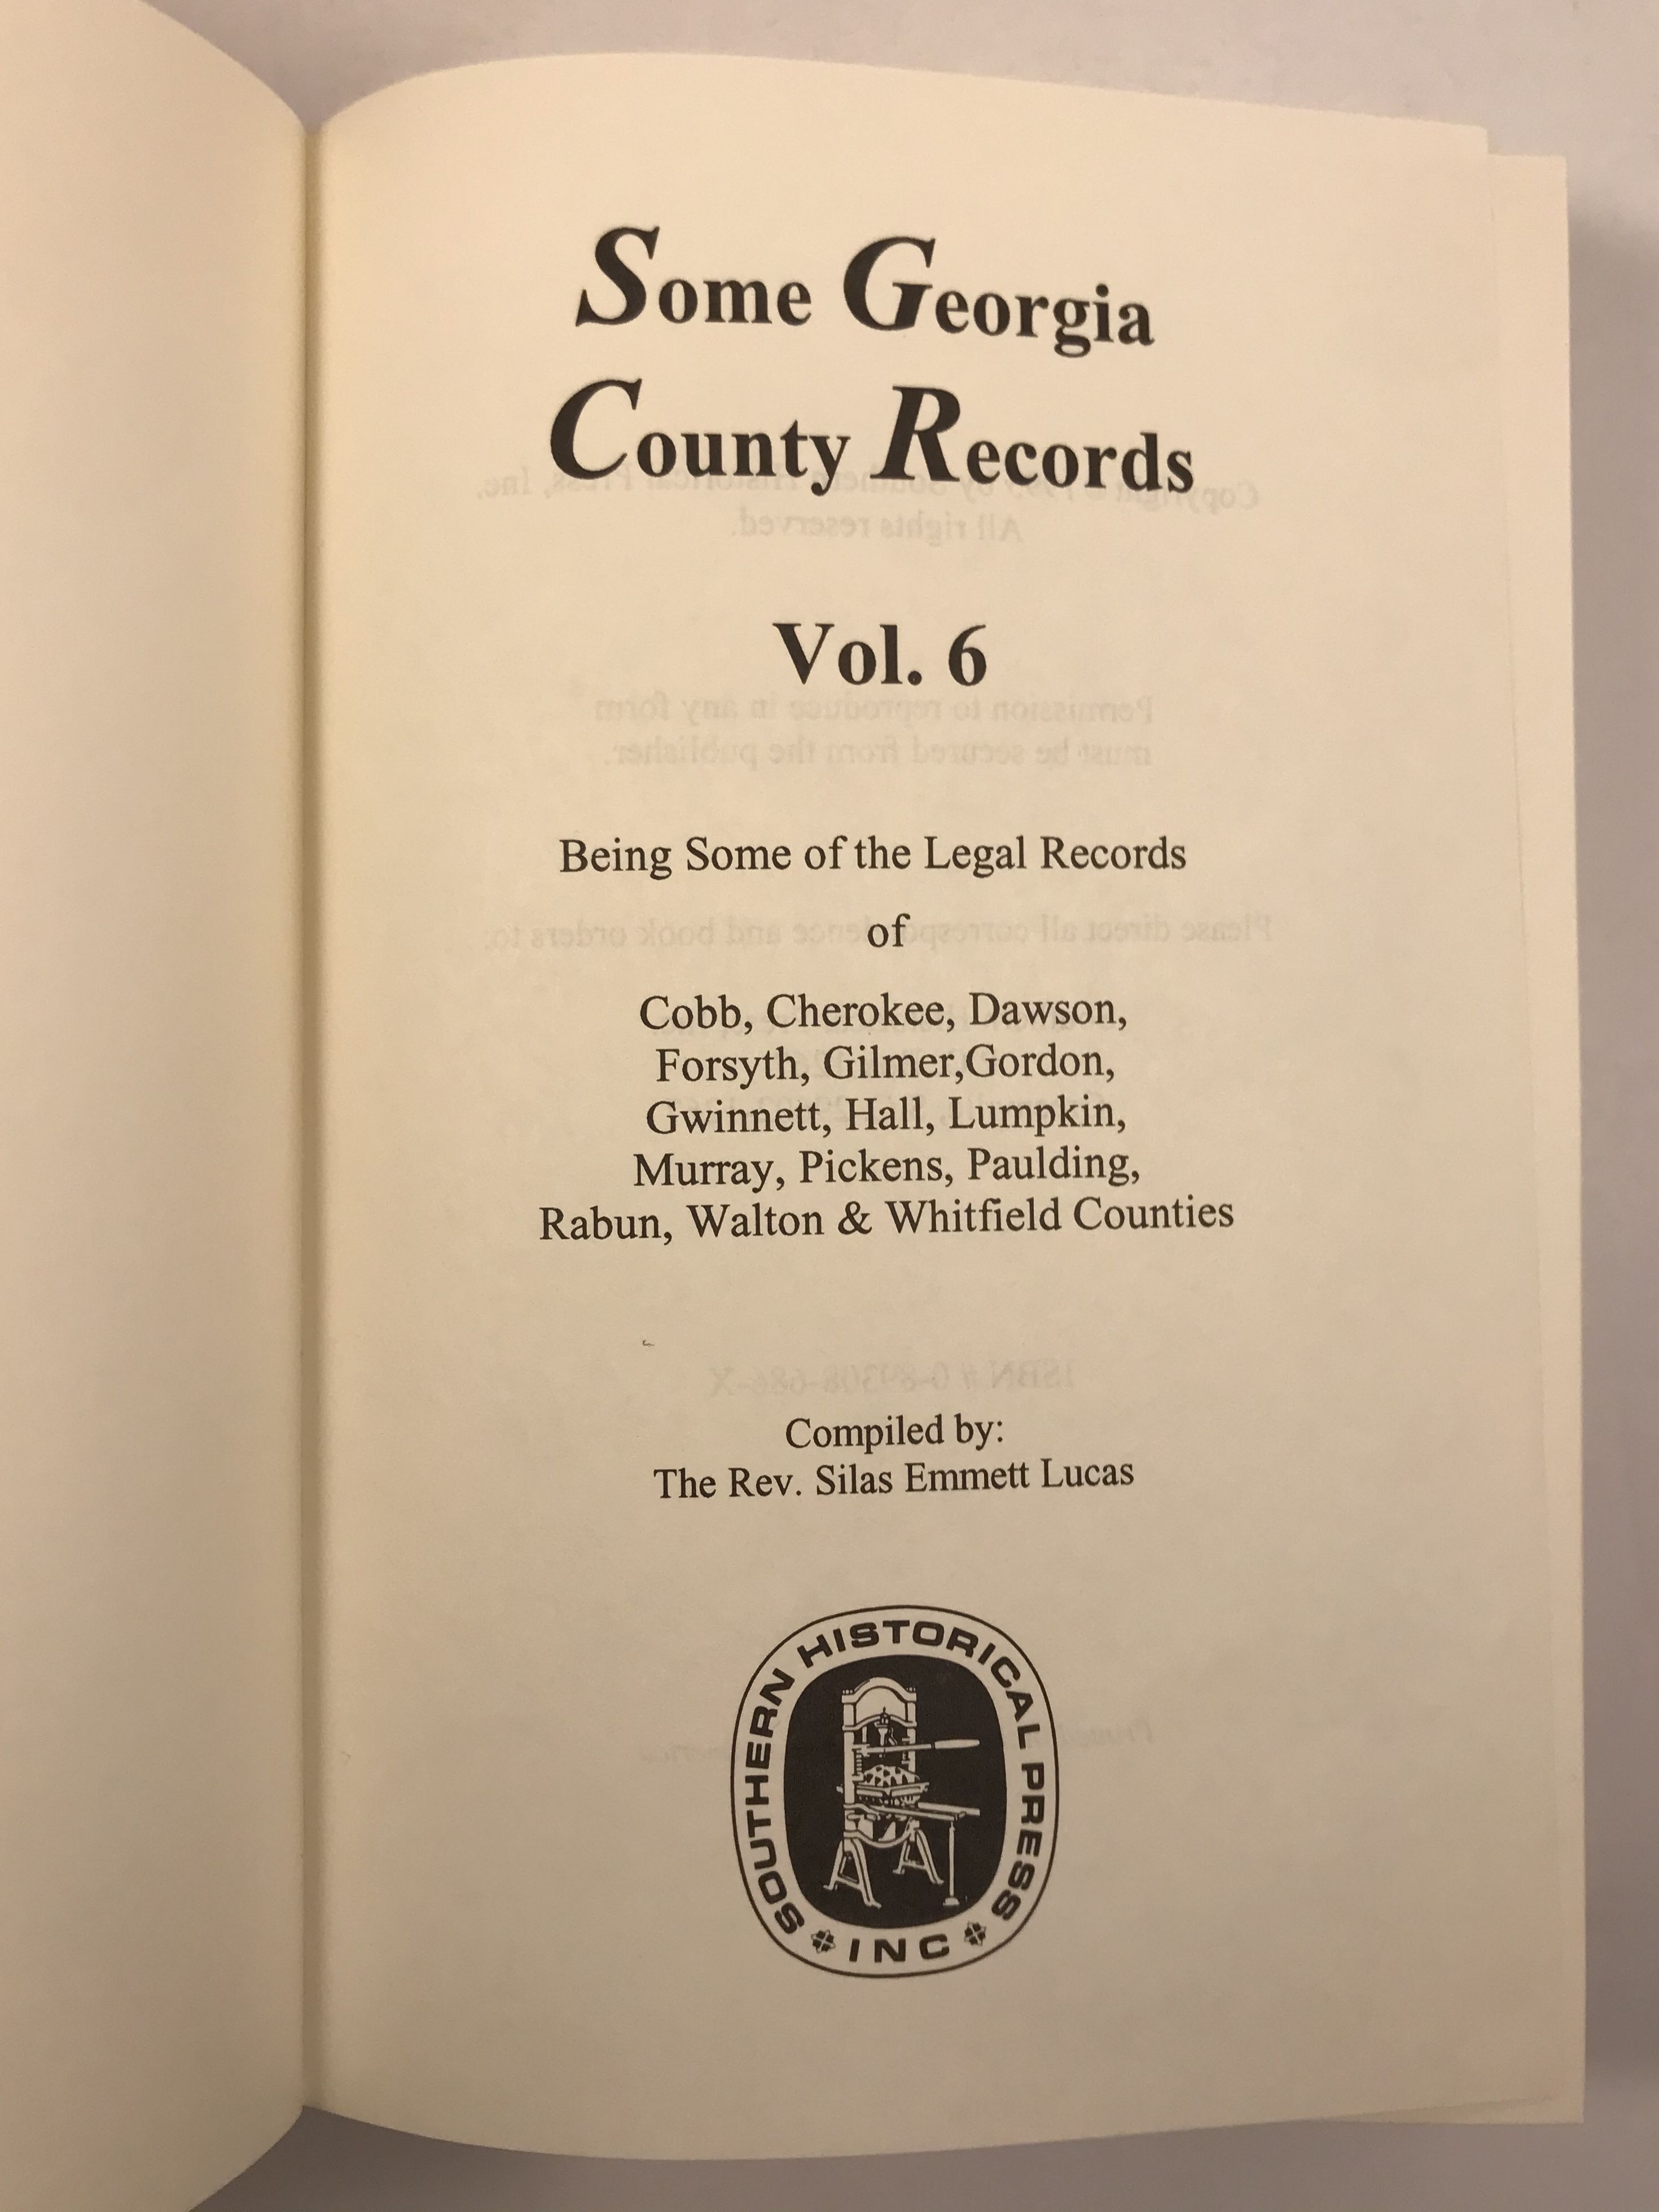 Some Georgia
County Records
Vol. 6
Being Some of the Legal Records
of
Cobb, Cherokee, Dawson,
Forsyth, Gilmer,Gordon,
Gwinnett, Hall, Lumpkin,
Murray, Pickens, Paulding,
Rabun, Walton & Whitfield Counties
Compiled by:
The Rev. Silas Emmett Lucas
SOUTHERN HISTORICAL PRESS
INC